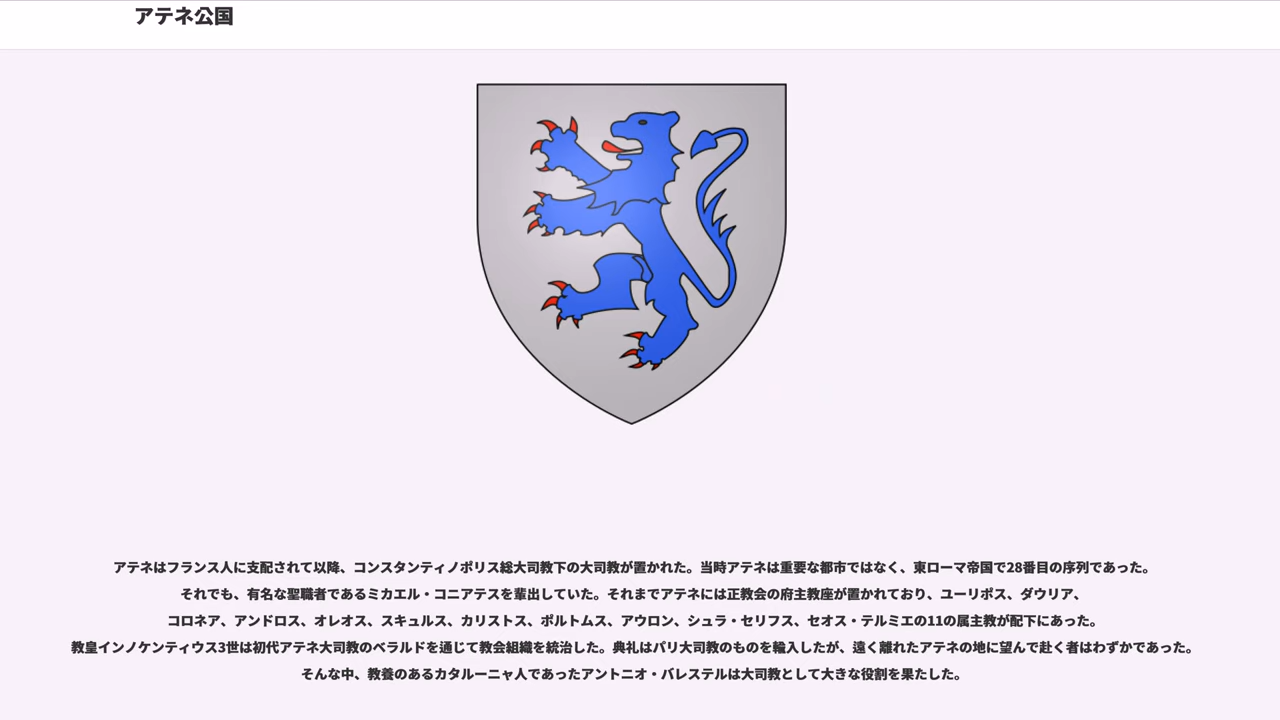 アテネ公国
アテネはフランス人に支配されて以降、コンスタンティノポリス総大司教下の大司教が置かれた。当時アテネは重要な都市ではなく、東ローマ帝国で28番目の序列であった。
それでも、有名な聖職者であるミカエル・コニアテスを輩出していた。それまでアテネには正教会の府主教座が置かれており、ユーリポス、ダウリア、
コロネア、アンドロス、オレオス、スキュルス、カリストス、ポルトムス、アウロン、シュラ・セリフス、セオス・テルミエの11の属主教が配下にあった。
教皇インノケンティウス3世は初代アテネ大司教のベラルドを通じて教会組織を統治した。典礼はパリ大司教のものを輸入したが、遠く離れたアテネの地に望んで赴く者はわずかであった。
そんな中、教養のあるカタルーニャ人であったアントニオ・バレステルは大司教として大きな役割を果たした。